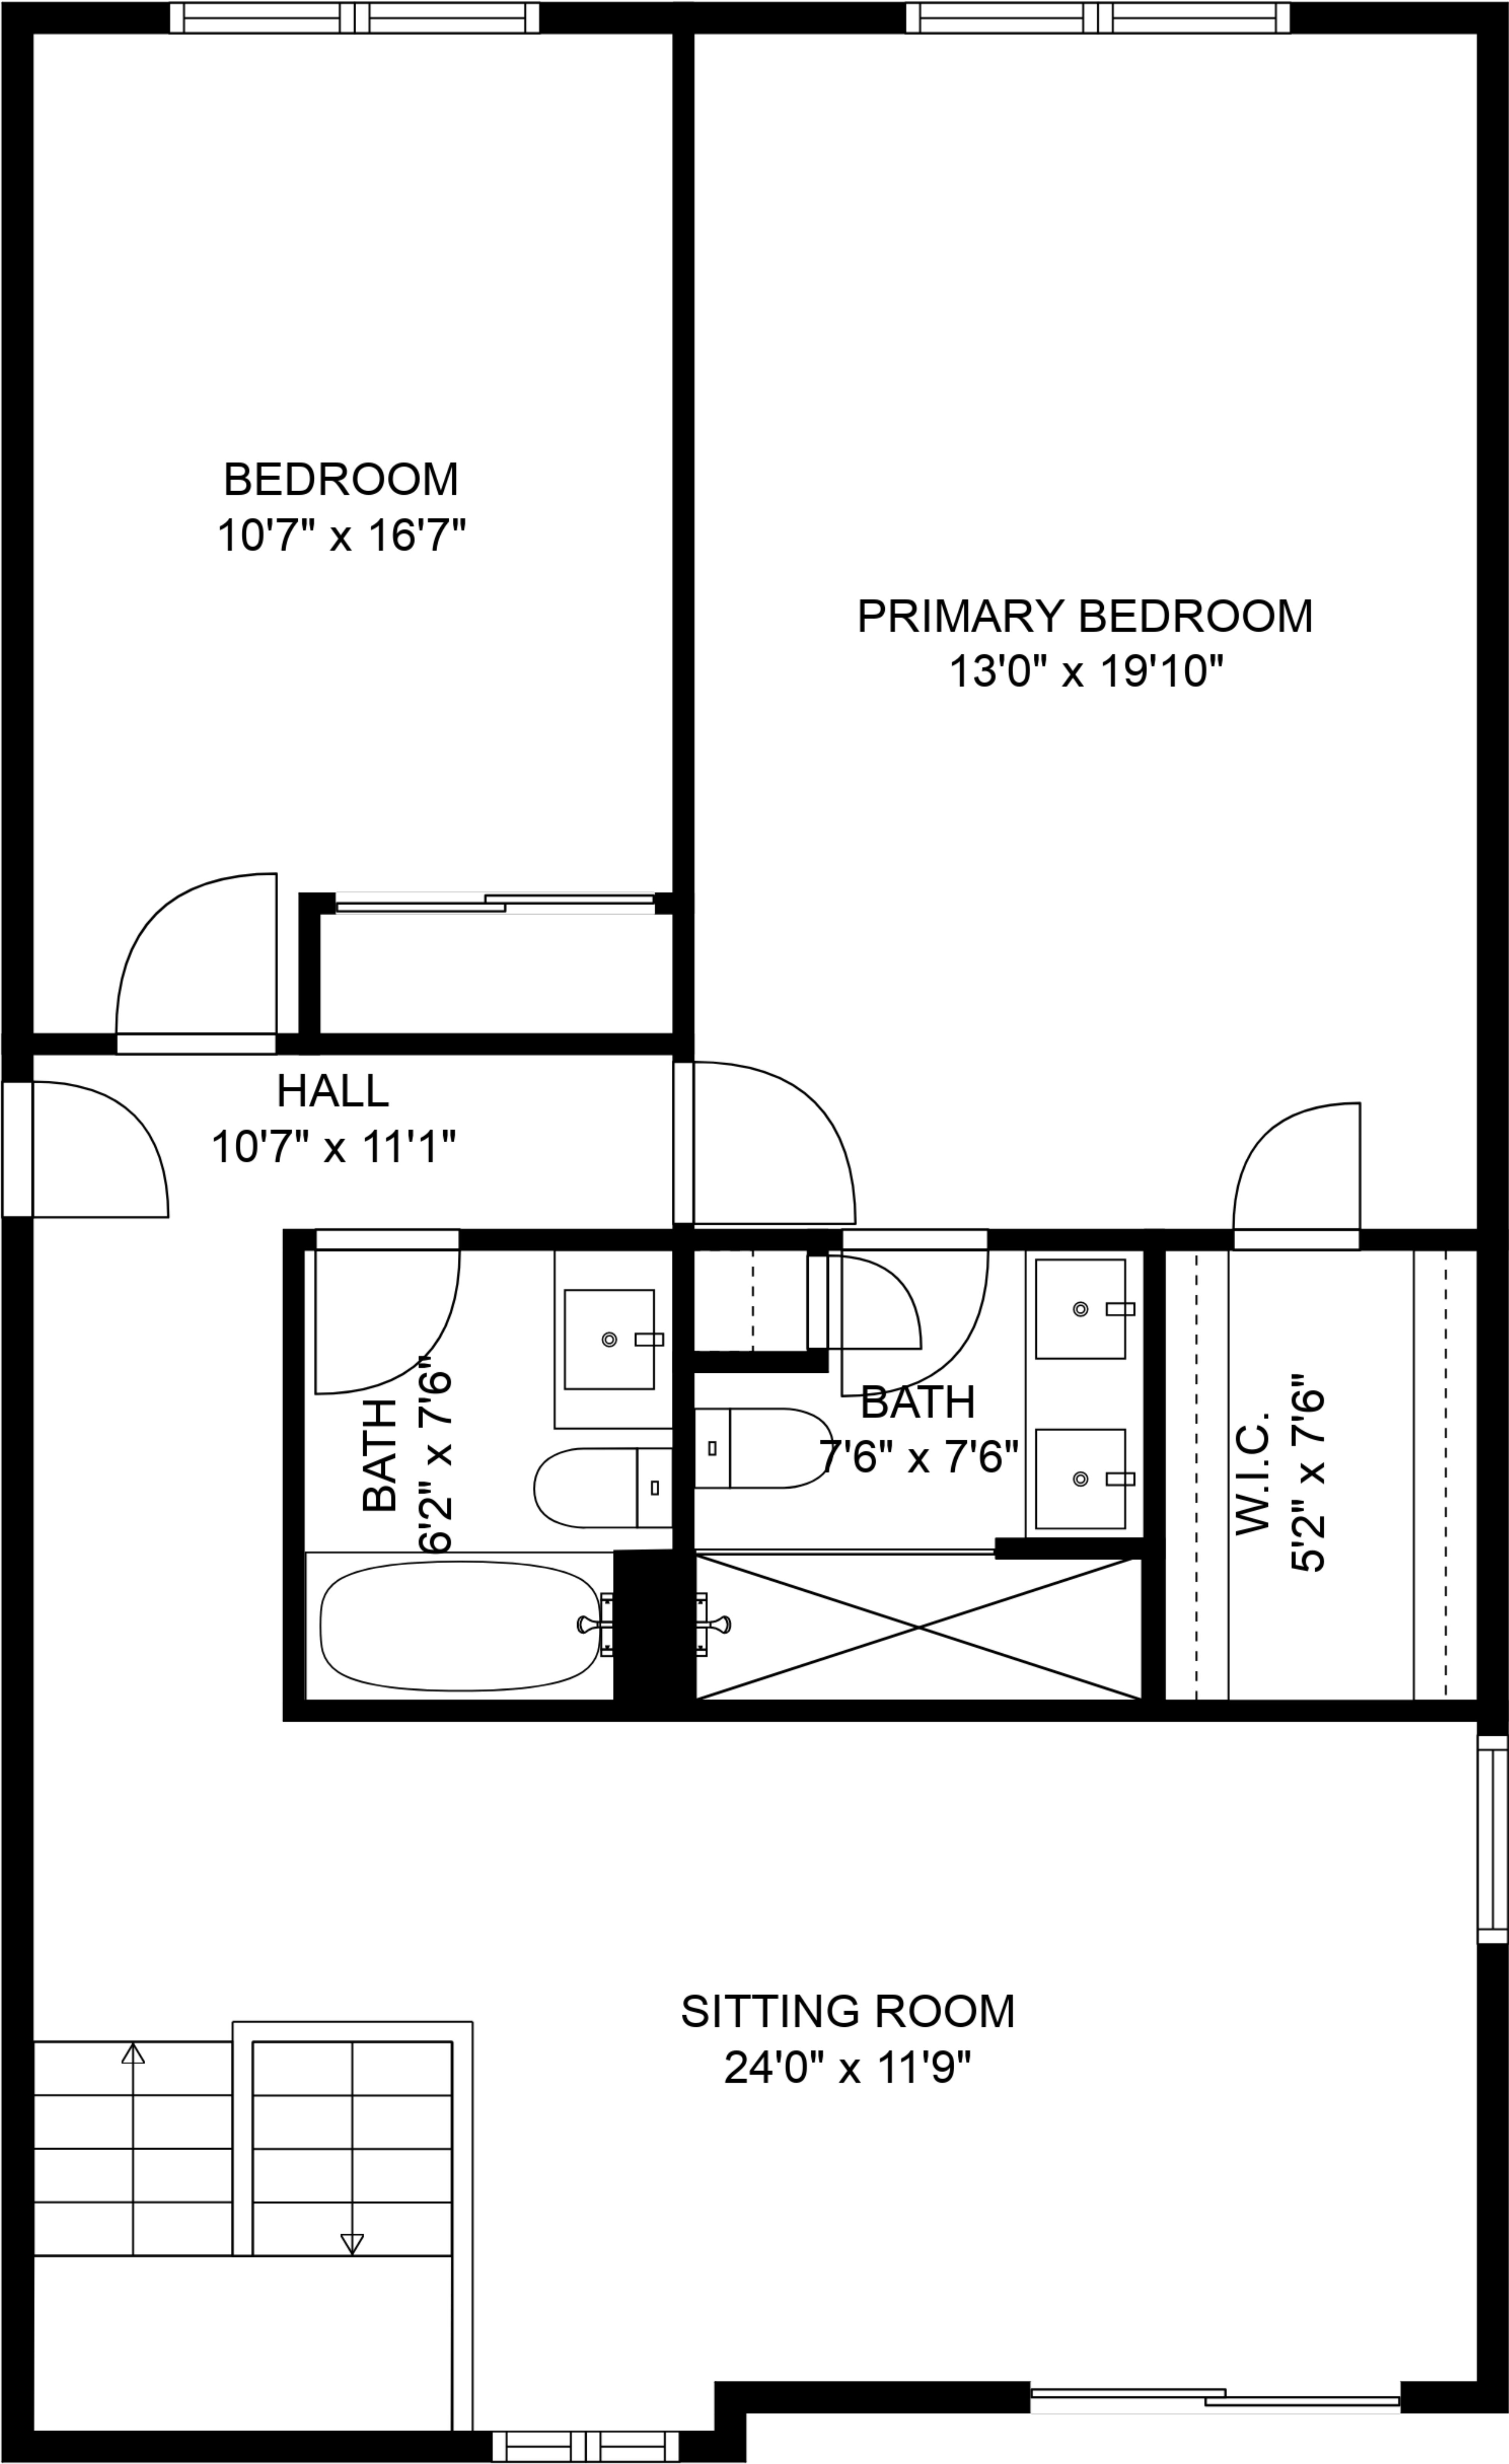 BEDROOM
10'7" x 16'7"
PRIMARY BEDROOM
13'0" x 19'10"
HALL
10'7" x 11'1"
BATH
6'2" x 7'6"
BATH
7'6" x 7'6"
W.I.C.
5'2" x 7'6"
SITTING ROOM
24'0" x 11'9"